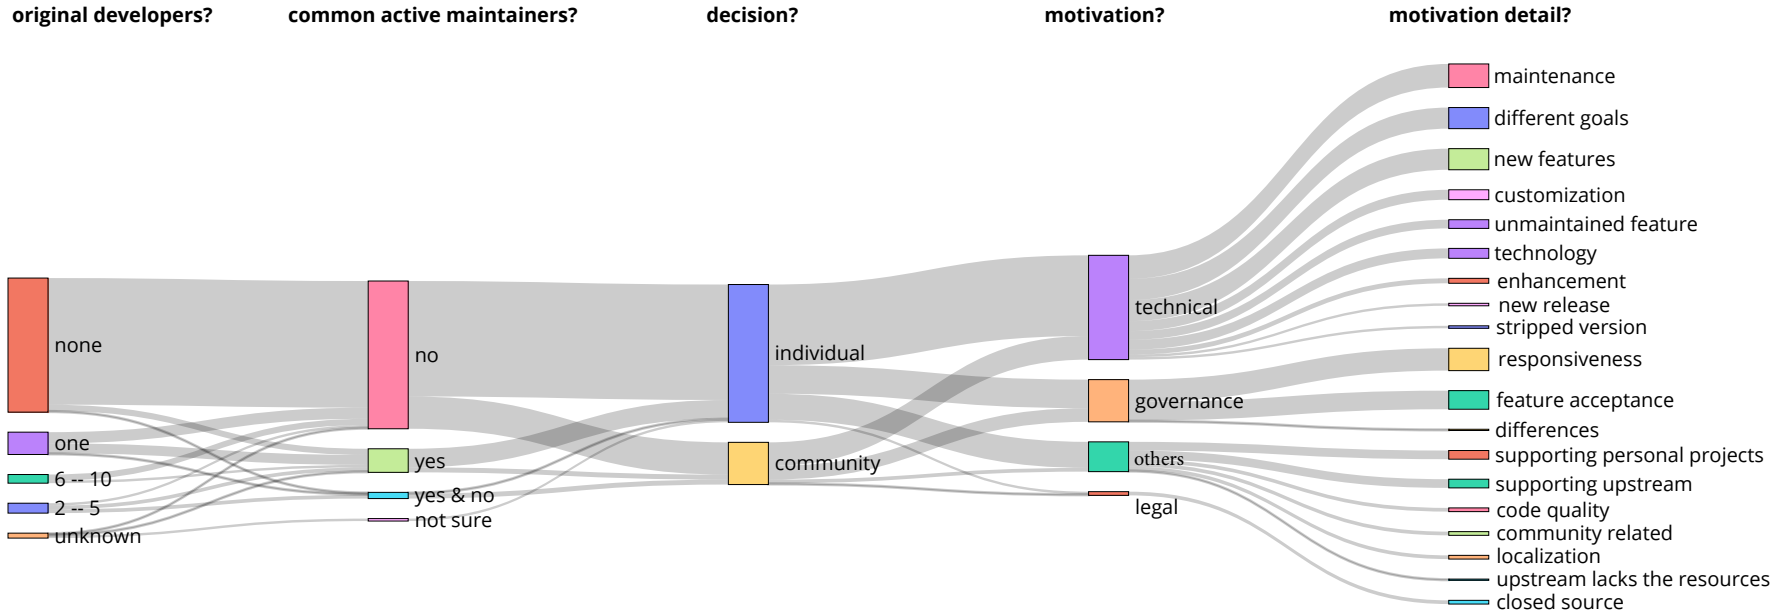 original developers?
common active maintainers?
decision?
motivation?
motivation detail?
none
one
6 -- 10
2 -- 5
unknown
no
yes
yes & no
not sure
individual
community
technical
governance
others
legal
maintenance
different goals
new features
customization
unmaintained feature
technology
enhancement
new release
stripped version
responsiveness
feature acceptance
differences
supporting personal projects
supporting upstream
code quality
community related
localization
upstream lacks the resources
closed source